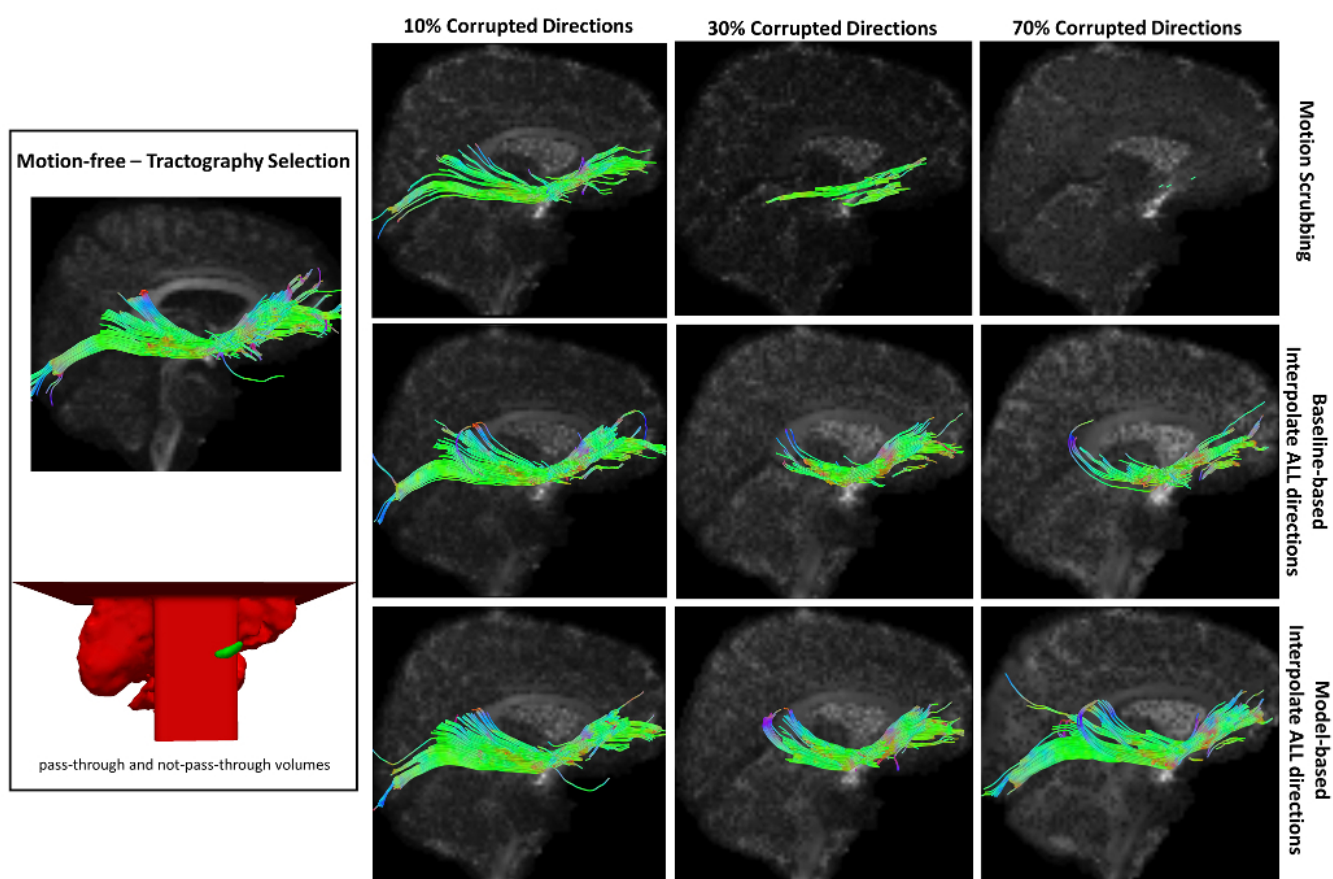 10% Corrupted Directions
30% Corrupted Directions
70% Corrupted Directions
Motion-free – Tractography Selection
pass-through and not-pass-through volumes
Motion Scrubbing
Baseline-based
Interpolate ALL directions
Model-based
Interpolate ALL directions